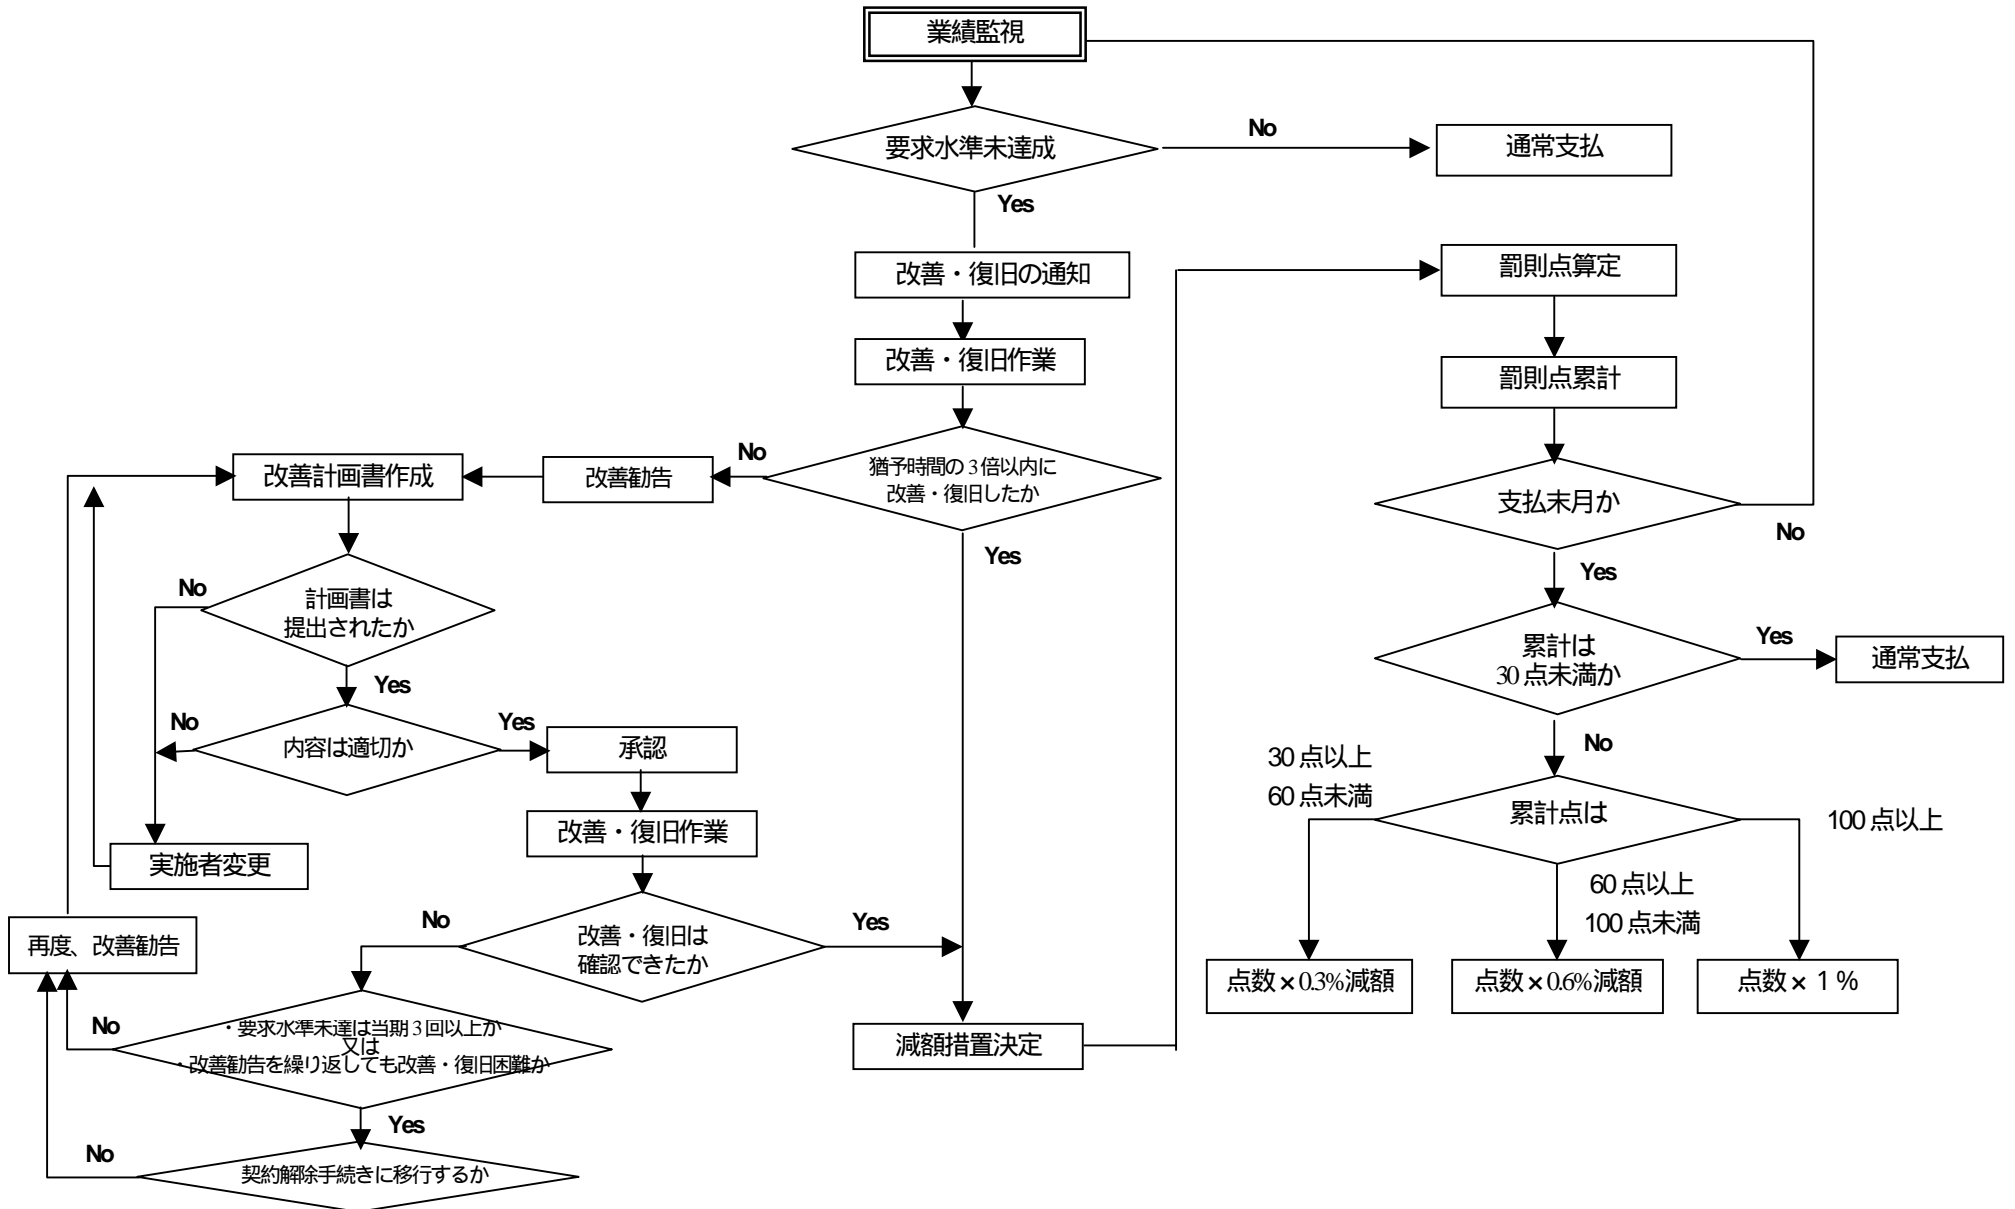 業績監視
要求水準未達成
No
通常支払
Yes
改善・復旧の通知
罰則点算定
改善・復旧作業
罰則点累計
猶予時間の3倍以内に
改善・復旧したか
No
改善勧告
改善計画書作成
支払末月か
No
Yes
Yes
計画書は
提出されたか
No
Yes
累計は
30点未満か
Yes
通常支払
No
内容は適切か
No
Yes
承認
30点以上
60点未満
累計点は
100点以上
改善・復旧作業
実施者変更
60点以上
100点未満
再度、改善勧告
No
改善・復旧は
確認できたか
Yes
点数×0.3%減額
点数×0.6%減額
点数× 1 %
減額措置決定
・要求水準未達は当期3回以上か
又は
・改善勧告を繰り返しても改善・復旧困難か
No
Yes
No
契約解除手続きに移行するか